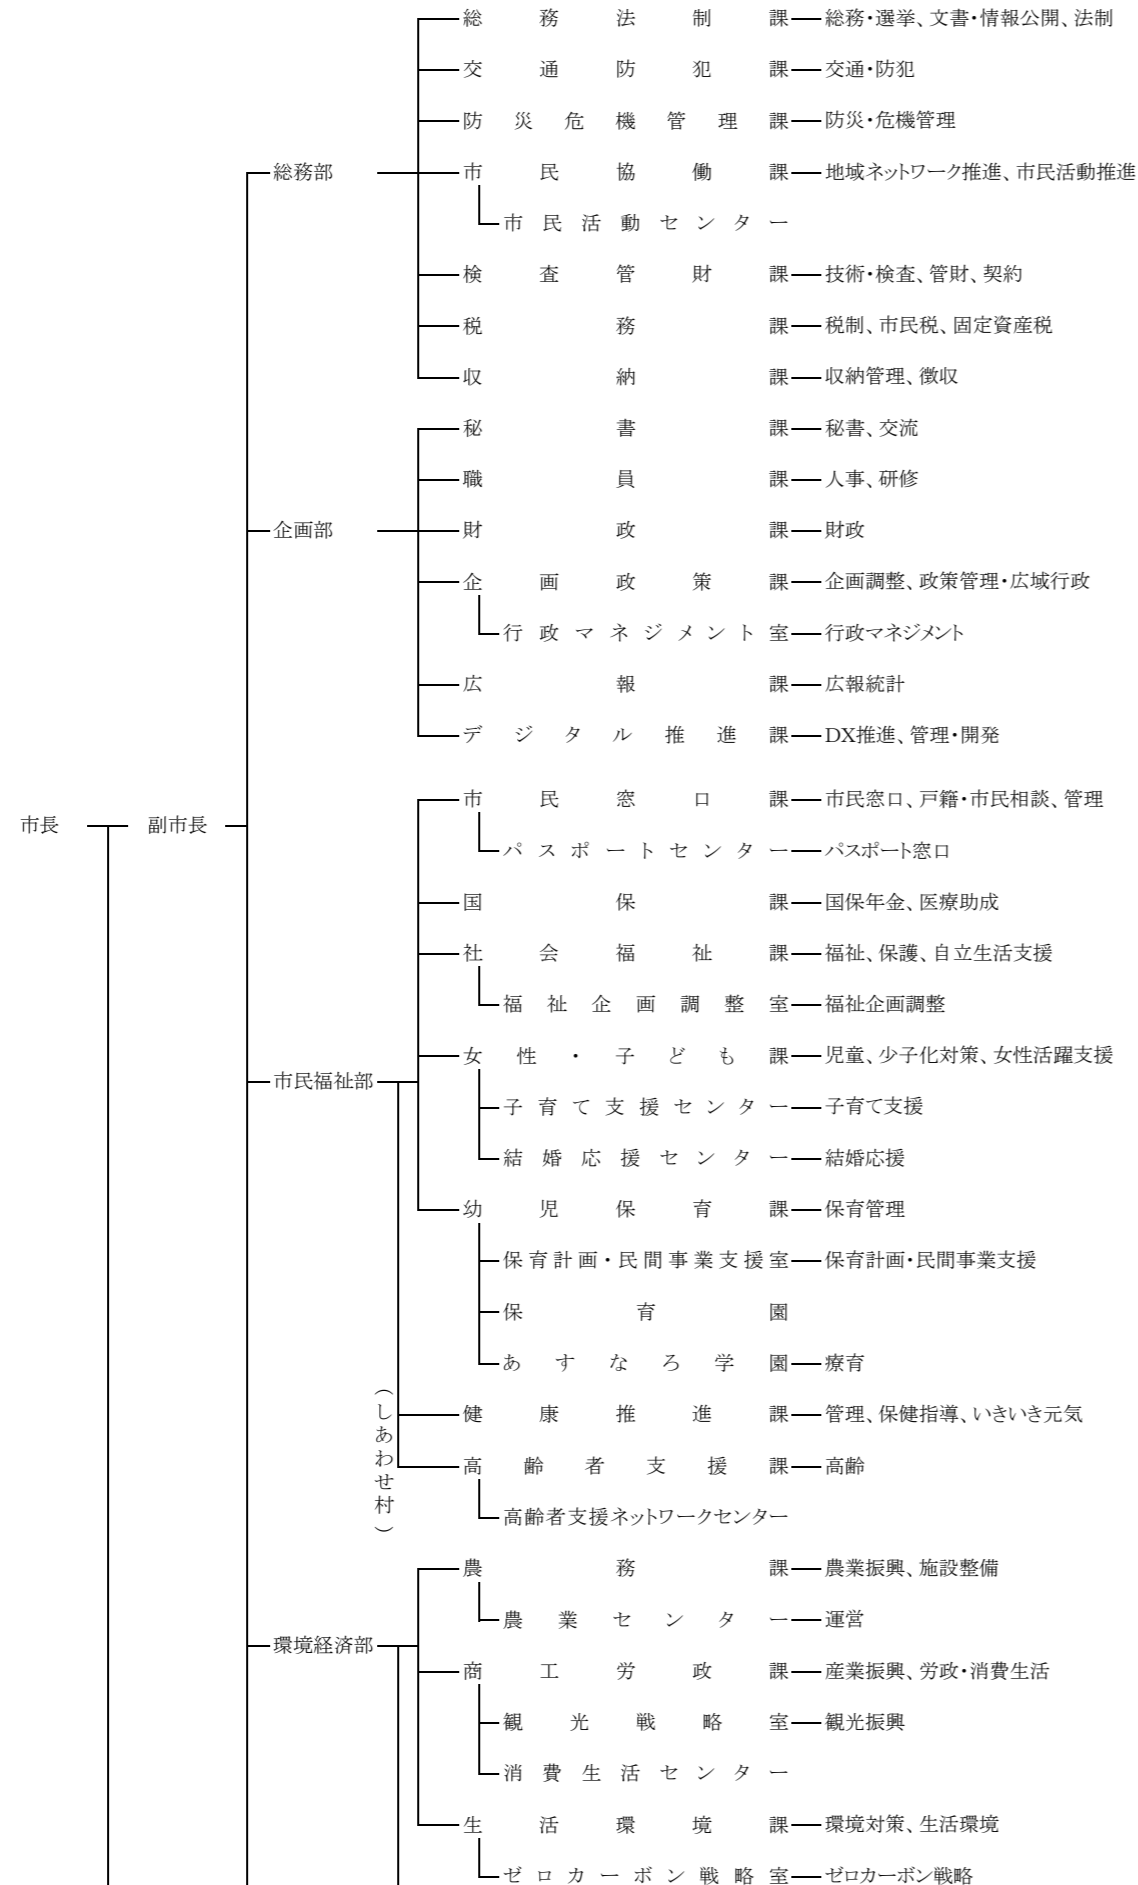 総務法制課 総務・選挙、文書・情報公開、法制
交通防犯課 交通・防犯
防災危機管理課 防災・危機管理
総務部 市民協働課 地域ネットワーク推進、市民活動推進
市民活動センター
検査管財課 技術・検査、管財、契約
税務課 税制、市民税、固定資産税
収納課 収納管理、徴収
秘書課 秘書、交流
職員課 人事、研修
企画部 財政課 財政
企画政策課 企画調整、政策管理・広域行政
行政マネジメント室 行政マネジメント
広報課 広報統計
デジタル推進課 DX推進、管理・開発
市民窓口課 市民窓口、戸籍・市民相談、管理
市長 副市長
パスポートセンター パスポート窓口
国保課 国保年金、医療助成
社会福祉課 福祉、保護、自立生活支援
福祉企画調整室 福祉企画調整
女性・子ども課 児童、少子化対策、女性活躍支援
市民福祉部
子育て支援センター 子育て支援
結婚応援センター 結婚応援
幼児保育課 保育管理
保育計画・民間事業支援室 保育計画・民間事業支援
保育園
あすなろ学園 療育
（しあわせ村）
健康推進課 管理、保健指導、いきいき元気
高齢者支援課 高齢
高齢者支援ネットワークセンター
農務課 農業振興、施設整備
農業センター 運営
環境経済部
商工労政課 産業振興、労政・消費生活
観光戦略室 観光振興
消費生活センター
生活環境課 環境対策、生活環境
ゼロカーボン戦略室 ゼロカーボン戦略